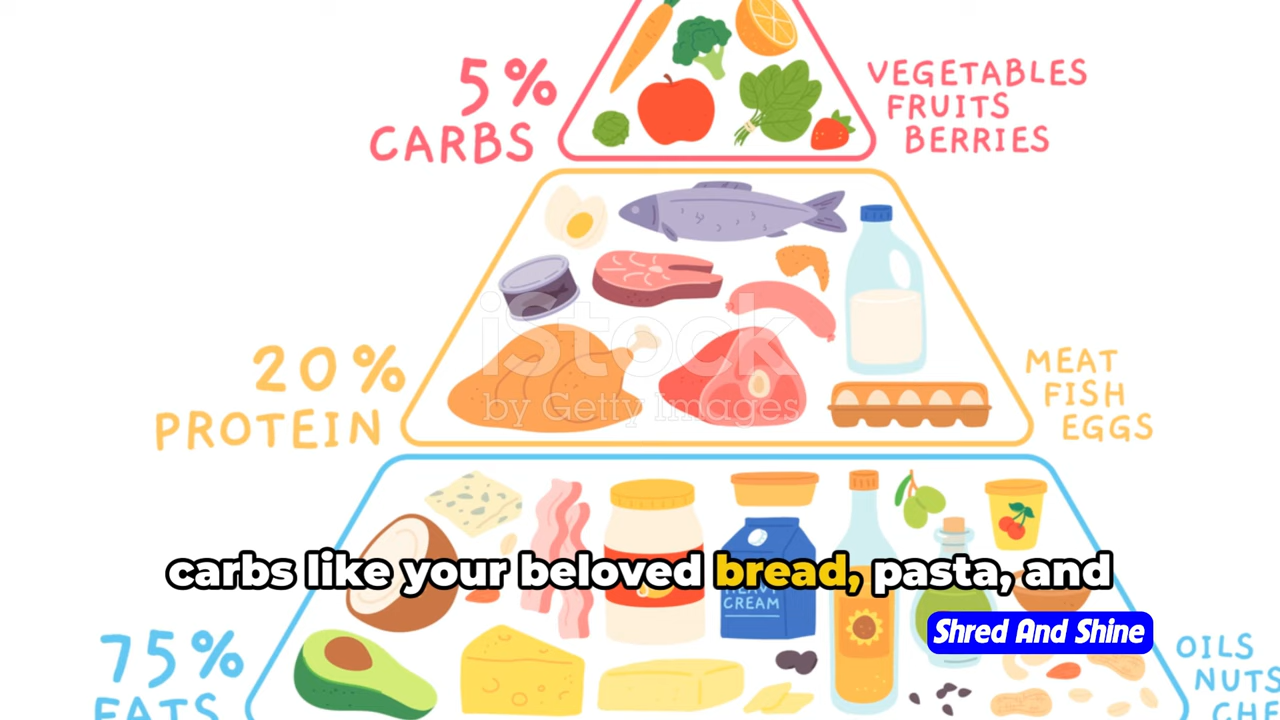 5%
CARBS
VEGETABLES
FRUITS
BERRIES
20%
PROTEIN
MEAT
FISH
EGGS
iStock
by Getty Images
HEAVY
CREAM
carbs like your beloved bread, pasta, and
Shred And Shine
75%
FATS
OILS
NUTS